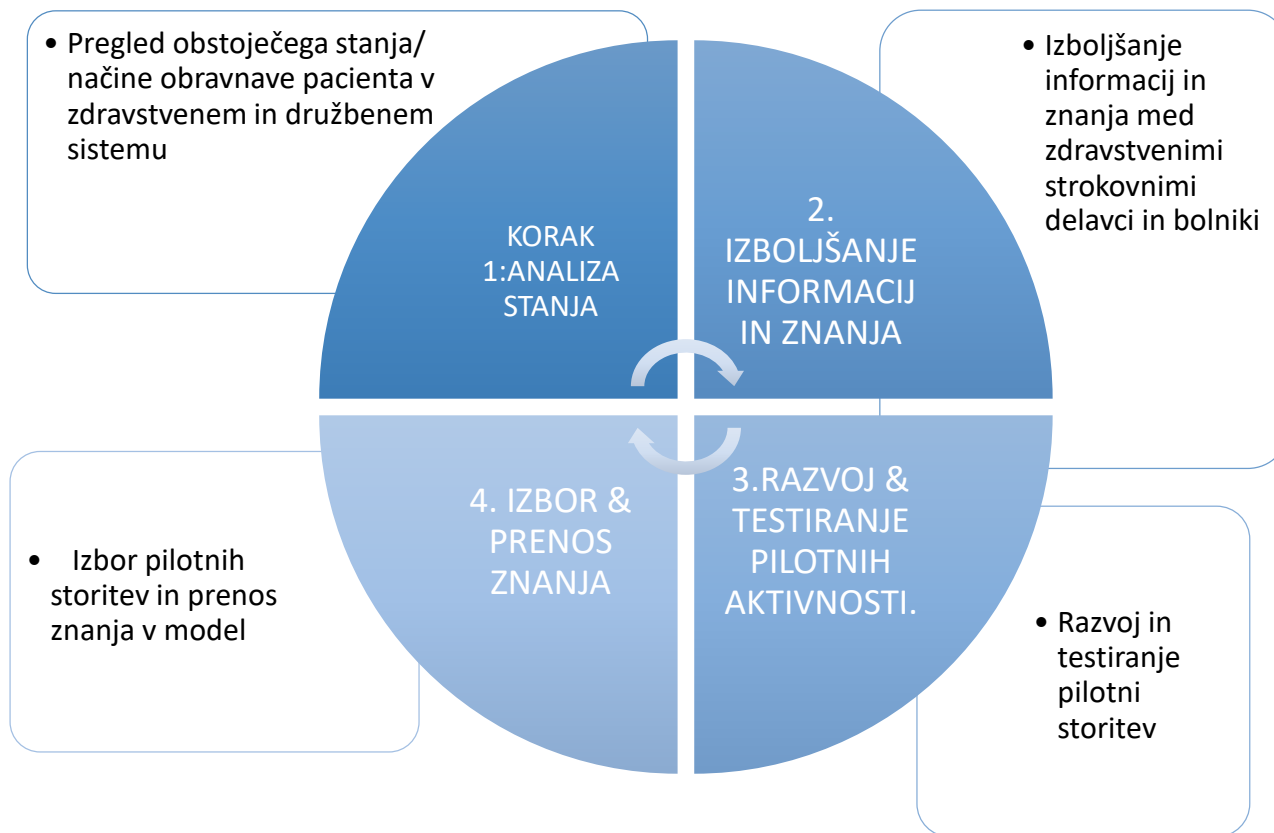 • Pregled obstoječega stanja/
načine obravnave pacienta v
zdravstvenem in družbenem
sistemu
KORAK
1:ANALIZA
STANJA
2.
IZBOLJŠANJE
INFORMACIJ
IN ZNANJA
• Izboljšanje
informacij in
znanja med
zdravstvenimi
strokovnimi
delavci in bolniki
4. IZBOR &
PRENOS
ZNANJA
• Izbor pilotnih
storitev in prenos
znanja v model
3.RAZVOJ &
TESTIRANJE
PILOTNIH
AKTIVNOSTI.
• Razvoj in
testiranje
pilotni
storitev